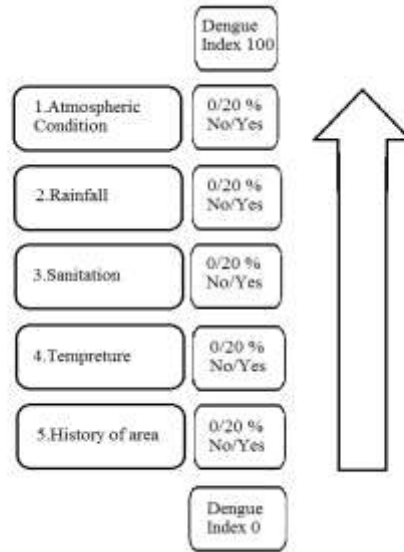 Dengue
Index 100
1.Atmospheric
Condition
0/20 %
No/Yes
2.Rainfall
0/20 %
No/Yes
3.Sanitation
0/20 %
No/Yes
4.Tempreture
0/20 %
No/Yes
5.History of area
0/20 %
No/Yes
Dengue
Index 0